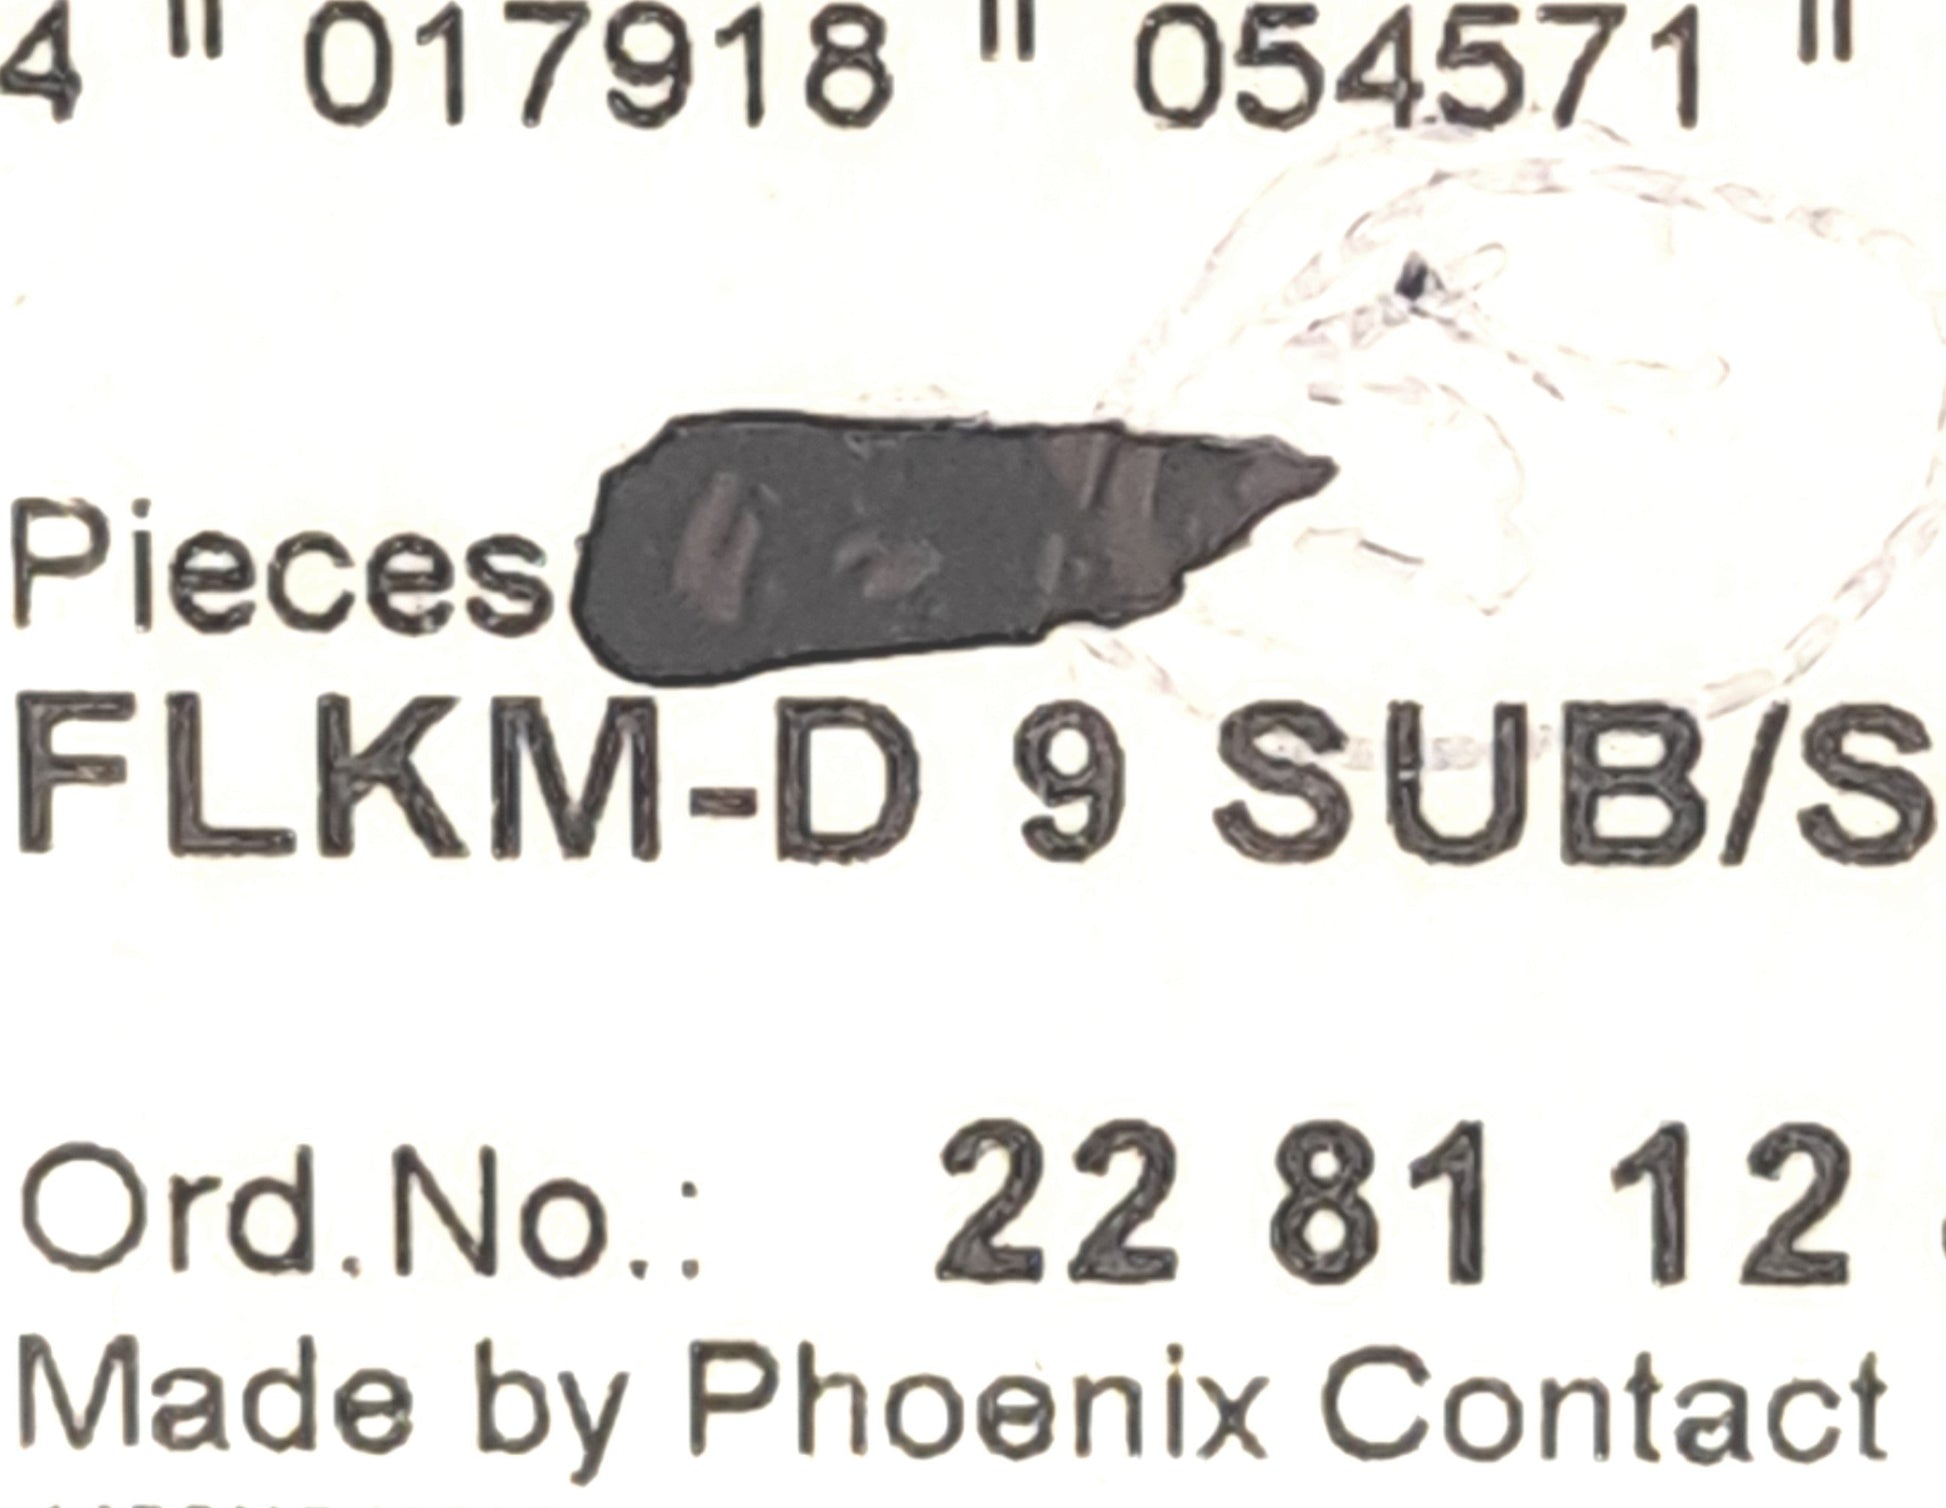 4 " 017918 " 054571 "
Pieces
FLKM-D 9 SUB/S
Ord.No.: 22 81 12
Made by Phoenix Contact